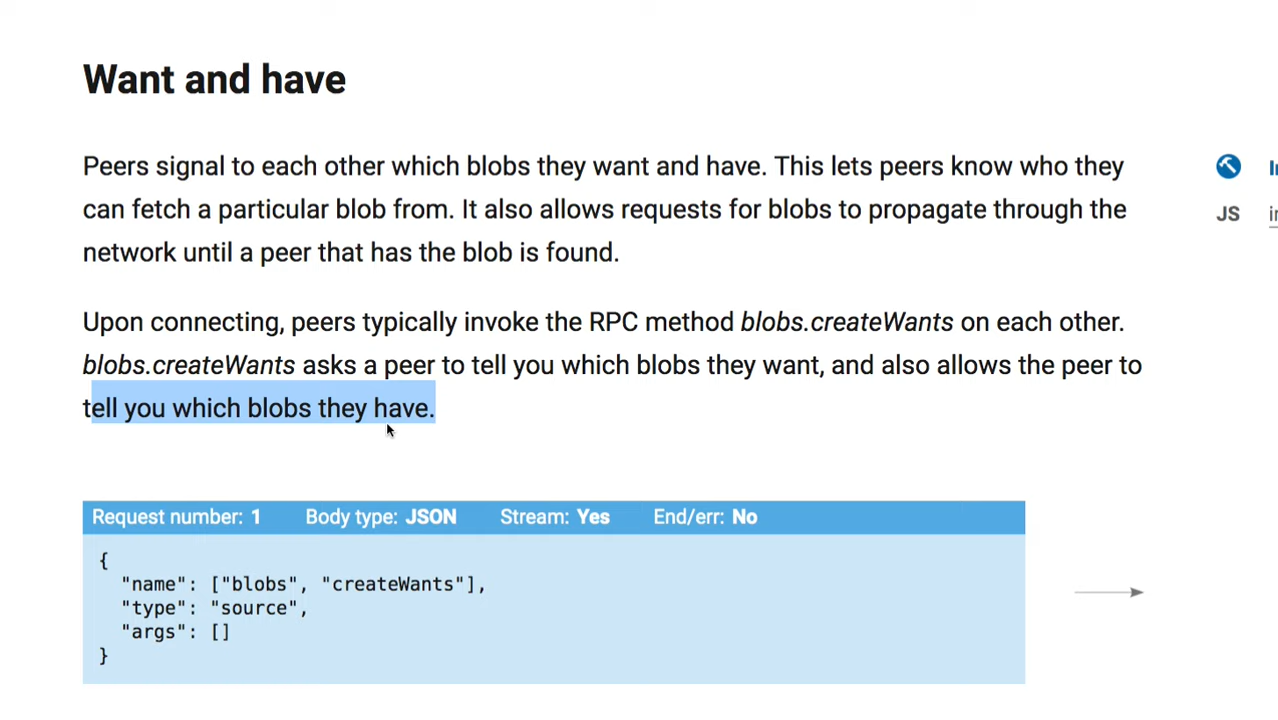 Want and have
Peers signal to each other which blobs they want and have. This lets peers know who they
can fetch a particular blob from. It also allows requests for blobs to propagate through the
network until a peer that has the blob is found.
Upon connecting, peers typically invoke the RPC method blobs.createWants on each other.
blobs.createWants asks a peer to tell you which blobs they want, and also allows the peer to
tell you which blobs they have.
JS
Request number: 1 Body type: JSON Stream: Yes End/err: No
{
"name": ["blobs", "createWants"],
"type": "source",
"args": []
}